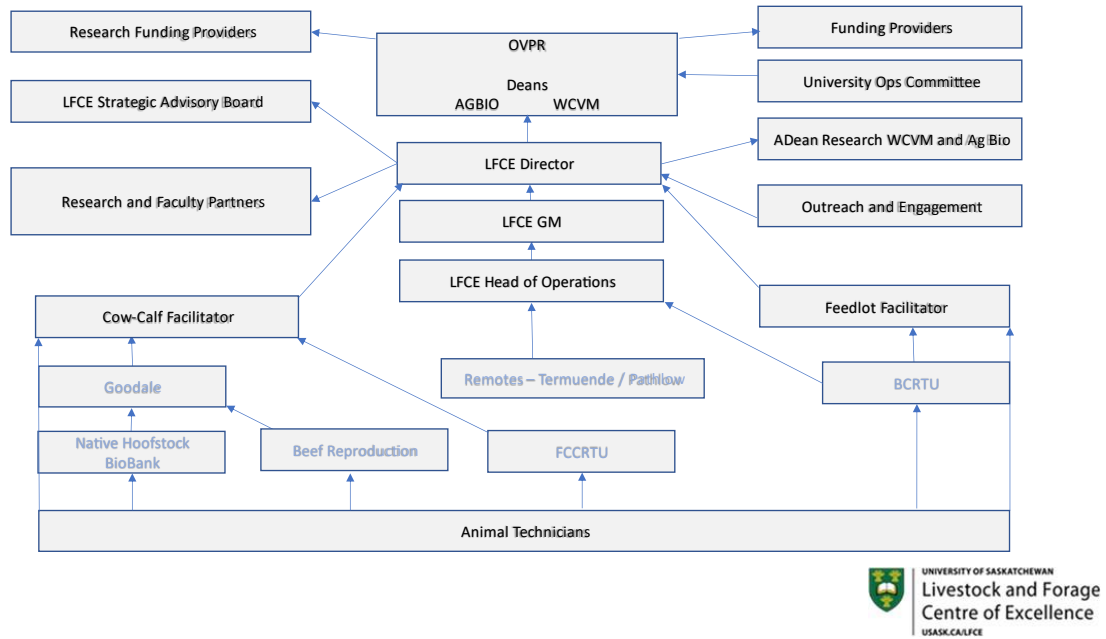 Research Funding Providers
OVPR
Funding Providers
Deans
AGBIO WCVM
University Ops Committee
LFCE Strategic Advisory Board
ADean Research WCVM and Ag Bio
LFCE Director
Research and Faculty Partners
Outreach and Engagement
LFCE GM
LFCE Head of Operations
Cow-Calf Facilitator
Feedlot Facilitator
Goodale
Remotes – Termuende / Pathlow
BCRTU
Native Hoofstock
BioBank
Beef Reproduction
FCCRTU
Animal Technicians
UNIVERSITY OF SASKATCHEWAN
Livestock and Forage
Centre of Excellence
USASK.CA/LFCE